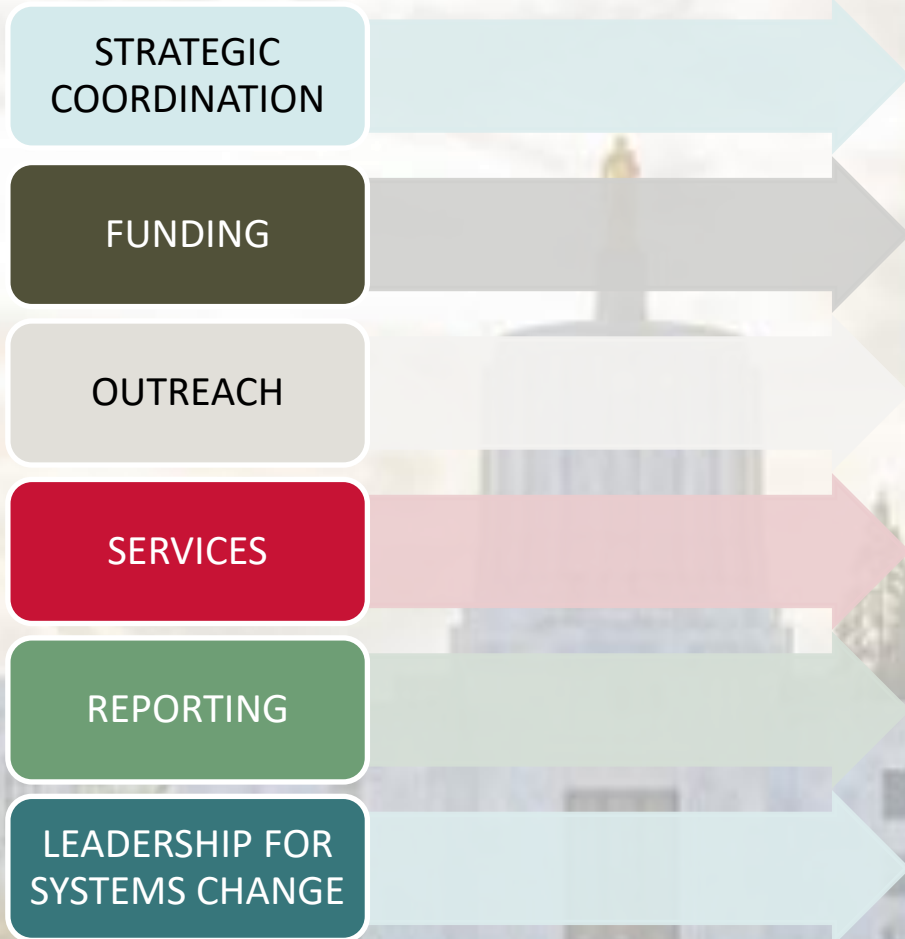 STRATEGIC
COORDINATION
FUNDING
OUTREACH
SERVICES
REPORTING
LEADERSHIP FOR
SYSTEMS CHANGE